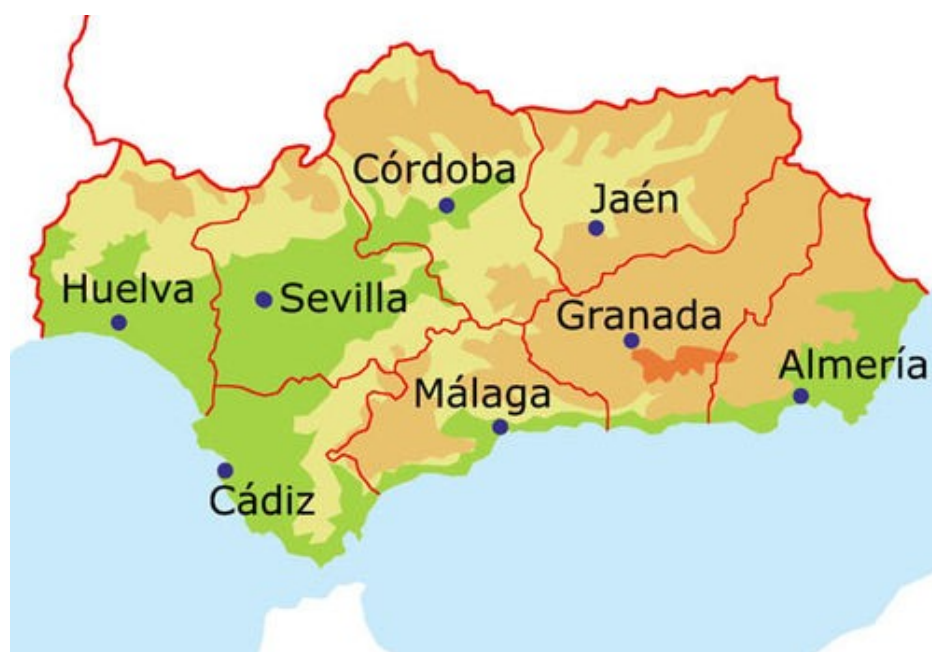 Córdoba
Jaén
Huelva
Sevilla
Granada
Almería
Málaga
Cádiz